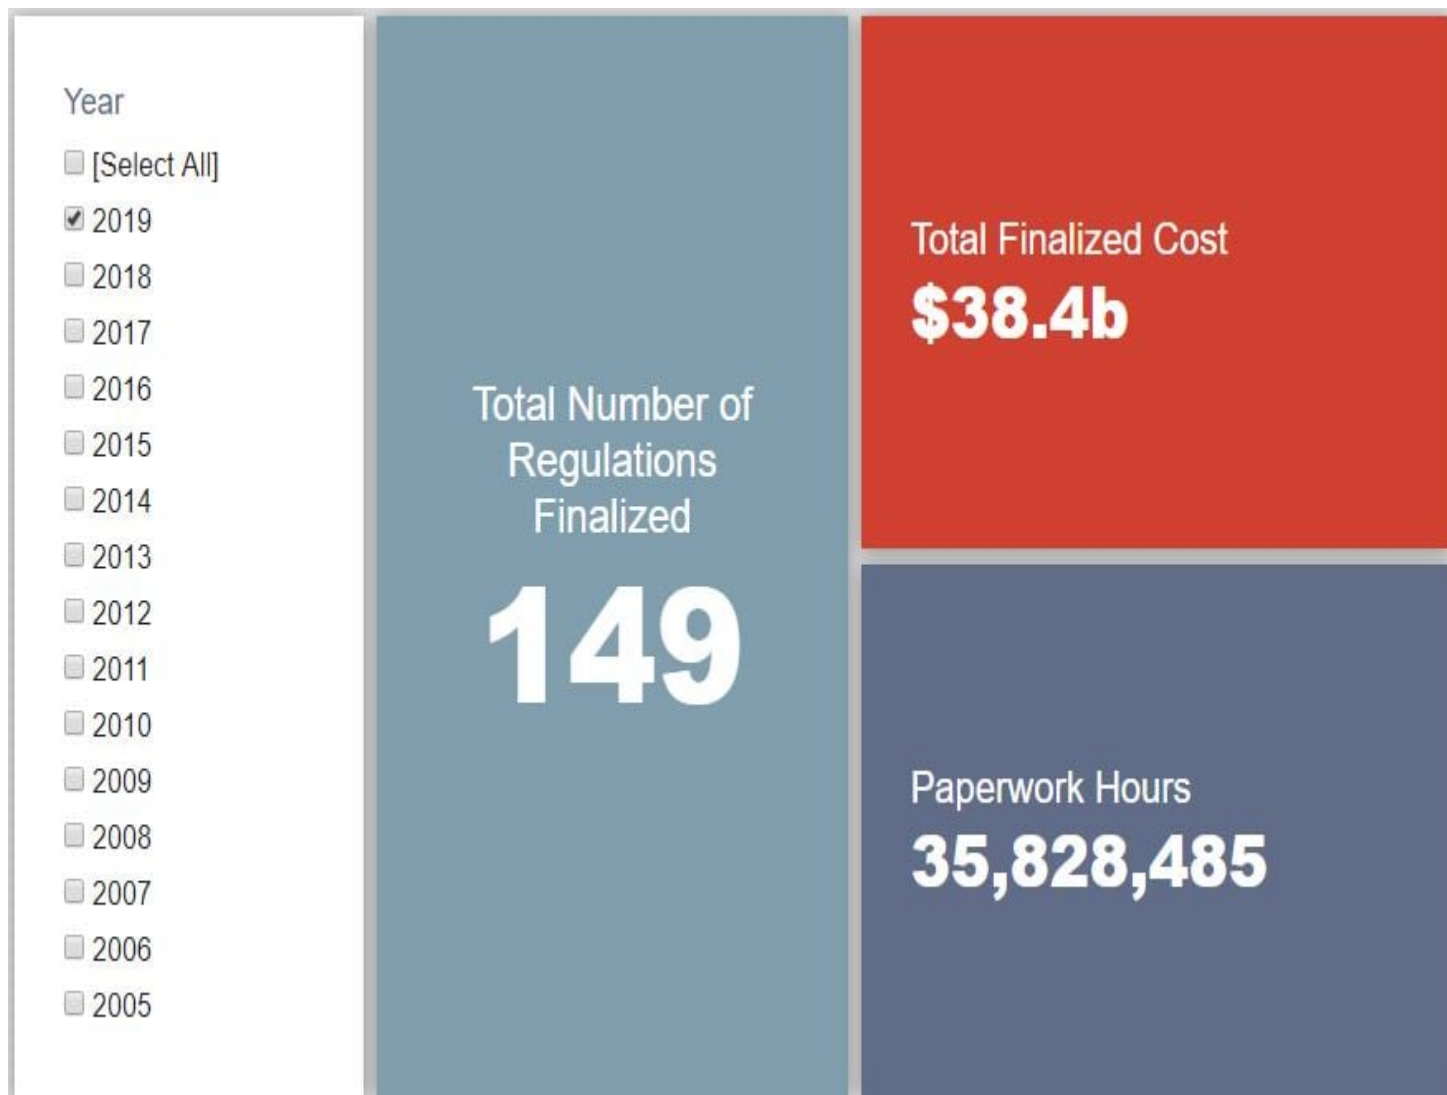 Year
[Select All]
2019
2018
2017
2016
2015
2014
2013
2012
2011
2010
2009
2008
2007
2006
2005
Total Number of
Regulations
Finalized
149
Total Finalized Cost
$38.4b
Paperwork Hours
35,828,485